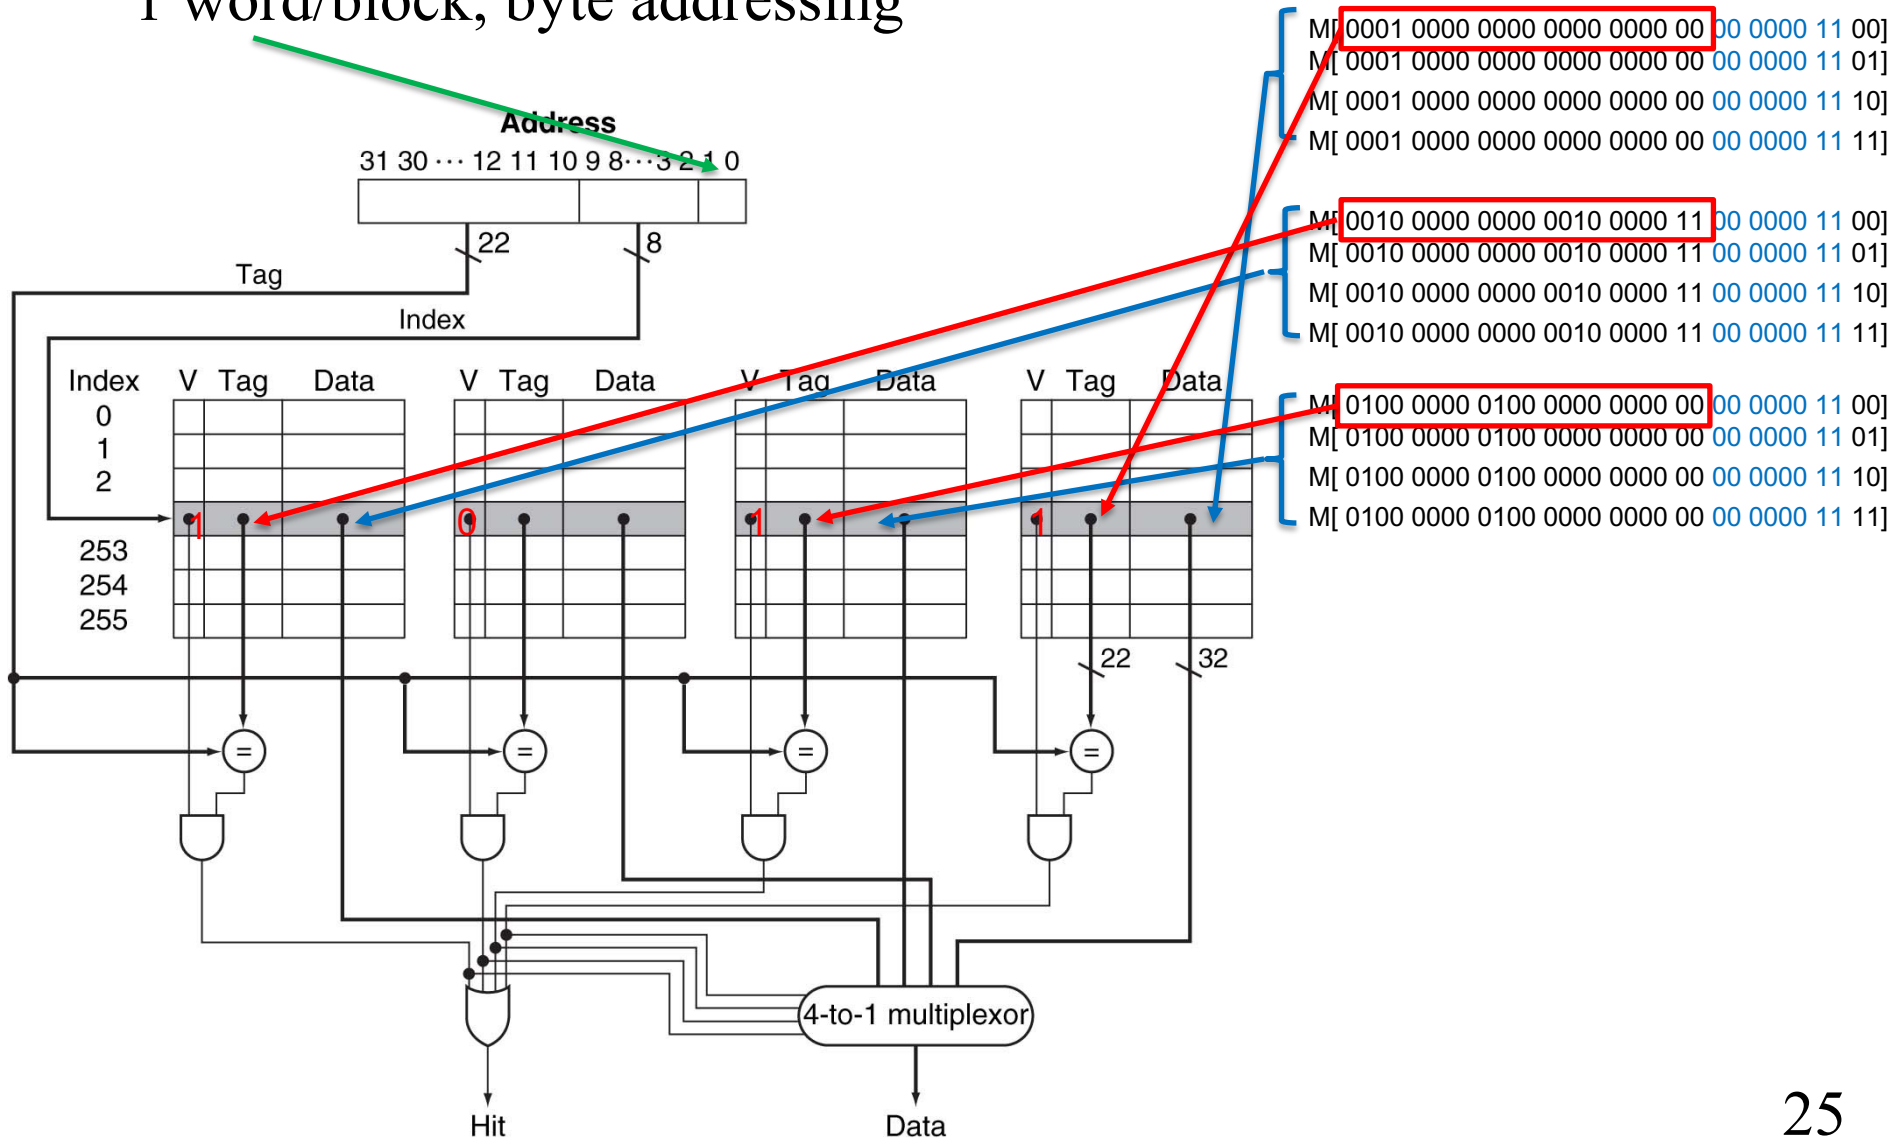 1 word/block, byte addressing
M[ 0001 0000 0000 0000 0000 00 00 0000 11 00]
M[ 0001 0000 0000 0000 0000 00 00 0000 11 01]
M[ 0001 0000 0000 0000 0000 00 00 0000 11 10]
M[ 0001 0000 0000 0000 0000 00 00 0000 11 11]
Address
31 30 ··· 12 11 10 9 8 ··· 3 2 1 0
22
8
Tag
Index
M[ 0010 0000 0000 0010 0000 11 00 0000 11 00]
M[ 0010 0000 0000 0010 0000 11 00 0000 11 01]
M[ 0010 0000 0000 0010 0000 11 00 0000 11 10]
M[ 0010 0000 0000 0010 0000 11 00 0000 11 11]
Index V Tag Data V Tag Data V Tag Data V Tag Data
0
1
2
M[ 0100 0000 0100 0000 0000 00 00 0000 11 00]
M[ 0100 0000 0100 0000 0000 00 00 0000 11 01]
M[ 0100 0000 0100 0000 0000 00 00 0000 11 10]
M[ 0100 0000 0100 0000 0000 00 00 0000 11 11]
1 0 1 1
253
254
255
22 32
= = = =
4-to-1 multiplexor
Hit Data
25